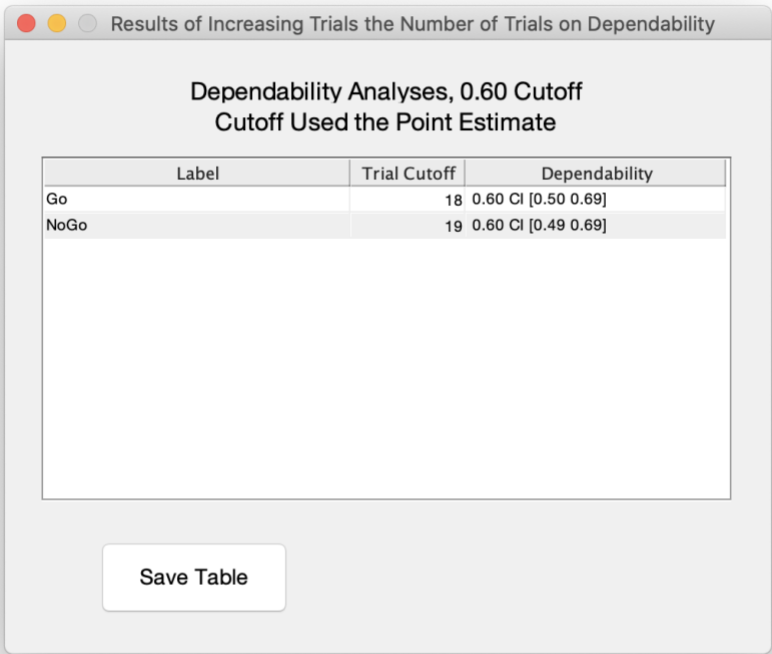 Results of Increasing Trials the Number of Trials on Dependability
Dependability Analyses, 0.60 Cutoff
Cutoff Used the Point Estimate
Label Trial Cutoff Dependability
Go 18 0.60 CI [0.50 0.69]
NoGo 19 0.60 CI [0.49 0.69]
Save Table